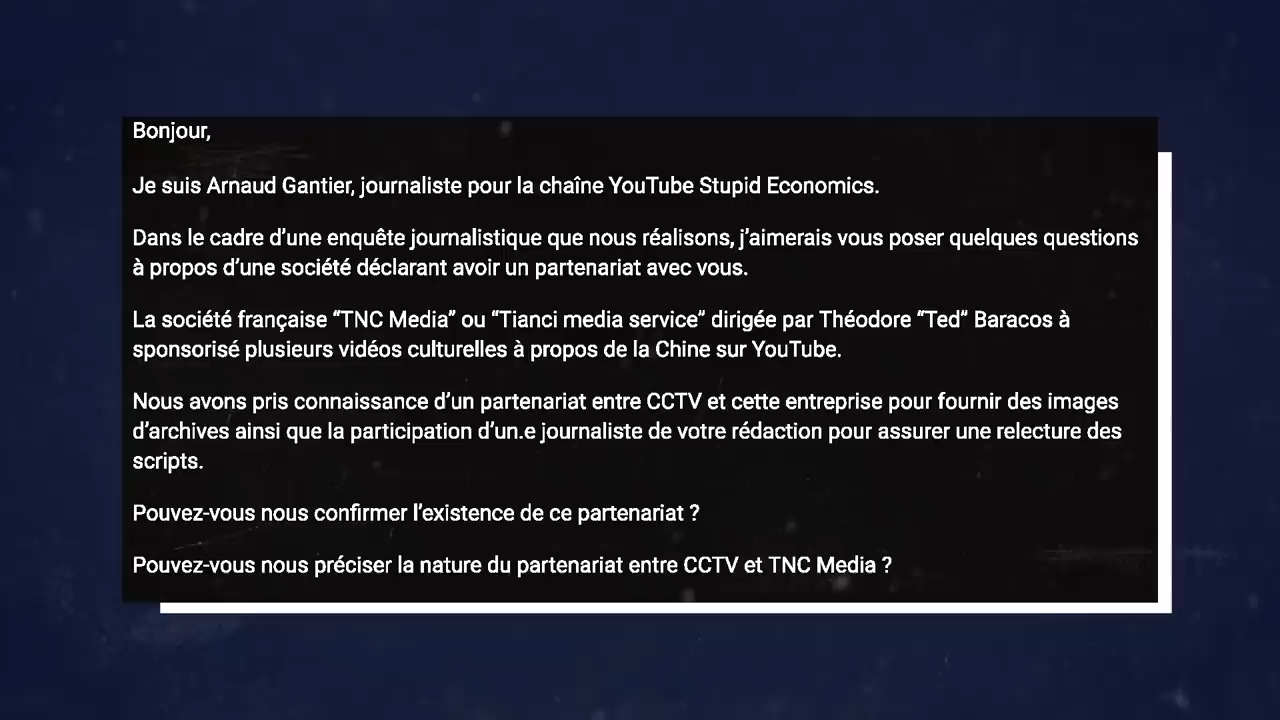 Bonjour,
Je suis Arnaud Gantier, journaliste pour la chaîne YouTube Stupid Economics.
Dans le cadre d’une enquête journalistique que nous réalisons, j’aimerais vous poser quelques questions
à propos d’une société déclarant avoir un partenariat avec vous.
La société française “TNC Media” ou “Tianci media service” dirigée par Théodore “Ted” Baracos à
sponsorisé plusieurs vidéos culturelles à propos de la Chine sur YouTube.
Nous avons pris connaissance d’un partenariat entre CCTV et cette entreprise pour fournir des images
d’archives ainsi que la participation d’un.e journaliste de votre rédaction pour assurer une relecture des
scripts.
Pouvez-vous nous confirmer l’existence de ce partenariat ?
Pouvez-vous nous préciser la nature du partenariat entre CCTV et TNC Media ?